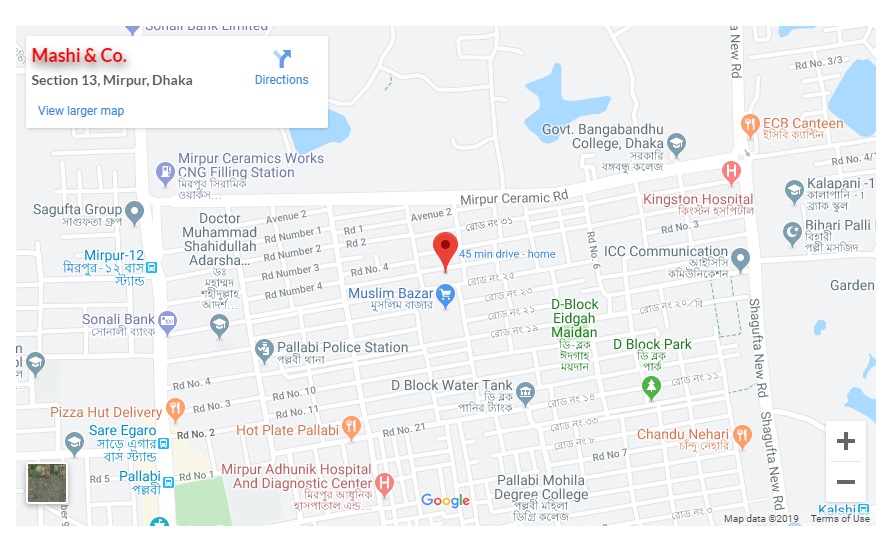 Sonali Bank Limited
Mashi & Co.
Section 13, Mirpur, Dhaka
Directions
View larger map
Shagufta New Rd
Rd No. 3/3
ECB Canteen
ইসিবি ক্যান্টিন
Govt. Bangabandhu
College, Dhaka
সরকারি
বঙ্গবন্ধু কলেজ
Rd No. 4/
Mirpur Ceramics Works
CNG Filling Station
মিরপুর সিরামিক
ওয়ার্কস...
Kingston Hospital
কিংস্টন হসপিটাল
Kalapani -1
কালাপানি -1
ব্র্যাক স্কুল
Mirpur Ceramic Rd
Sagufta Group
সাগুফতা গ্রুপ
Doctor
Muhammad
Shahidullah
Adarsha...
ডঃ
মহাম্মদ
শহীদুল্লাহ
আদর্শ...
Avenue 2
Avenue 2
রোড নং ৩১
Rd Number 1
Rd 1
Rd Number 2
Rd 2
Rd Number 3
Rd No. 4
Rd Number 4
Rd No. 3
Rd No. 6
Bihari Palli
বিহারী
পল্লী মসজিদ
Mirpur-12
মিরপুর-১২ বাস
স্ট্যান্ড
45 min drive - home
ICC Communication
আইসিসি
কমিউনিকেশন
রোড নং ২৫
রোড নং ২৩
রোড নং ২১
রোড নং ১৯
রোড নং ২০/বি
Muslim Bazar
মুসলিম বাজার
Garden
D-Block
Eidgah
Maidan
ডি-ব্লক
ঈদগাহ
ময়দান
Sonali Bank
সোনালী ব্যাংক
Shagufta New Rd
Pallabi Police Station
পল্লবী থানা
D Block Park
ডি ব্লক
পার্ক
রোড নং ১১
Rd No. 4
Rd No. 3
Rd No. 10
Rd No. 11
D Block Water Tank
ডি ব্লক
পানির ট্যাংক
রোড নং ১৪
রোড নং ৩৩
রোড নং ৮
Pizza Hut Delivery
Rd No. 2
Hot Plate Pallabi
Rd No. 21
Chandu Nehari
চান্দু নেহারি
Shagufta New Rd
Sare Egaro
সাড়ে এগার
বাস স্ট্যান্ড
Rd No 7
Mirpur Adhunik Hospital
And Diagnostic Center
মিরপুর আধুনিক
হাসপাতাল এন্ড...
Rd No 1
Rd 5
Pallabi
পল্লবী
Pallabi Mohila
Degree College
পল্লবী মহিলা
ডিগ্রি কলেজ
Google
Kalshi
Map data ©2019
Terms of Use